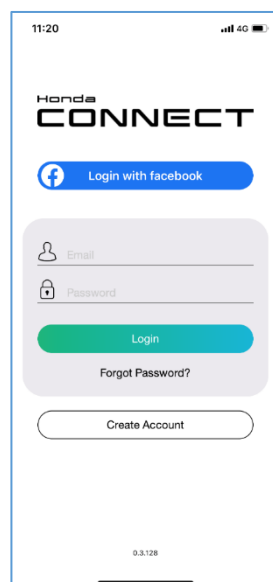 11:20
4G
Honda
CONNECT
Login with facebook
Email
Password
Login
Forgot Password?
Create Account
0.3.128